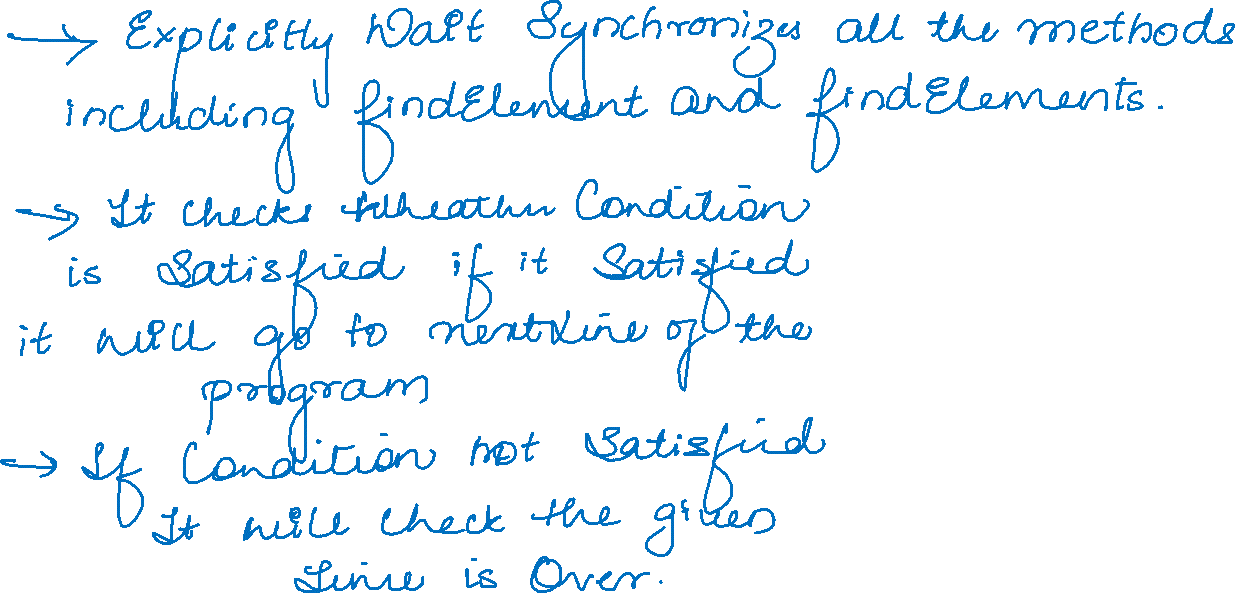 → Explicitly Wait Synchronizes all the methods
including findElement and findElements.
→ It checks Wheather Condition
is Satisfied if it Satisfied
it will go to next line of the
program
→ If Condition not Satisfied
It will check the given
Time is Over.